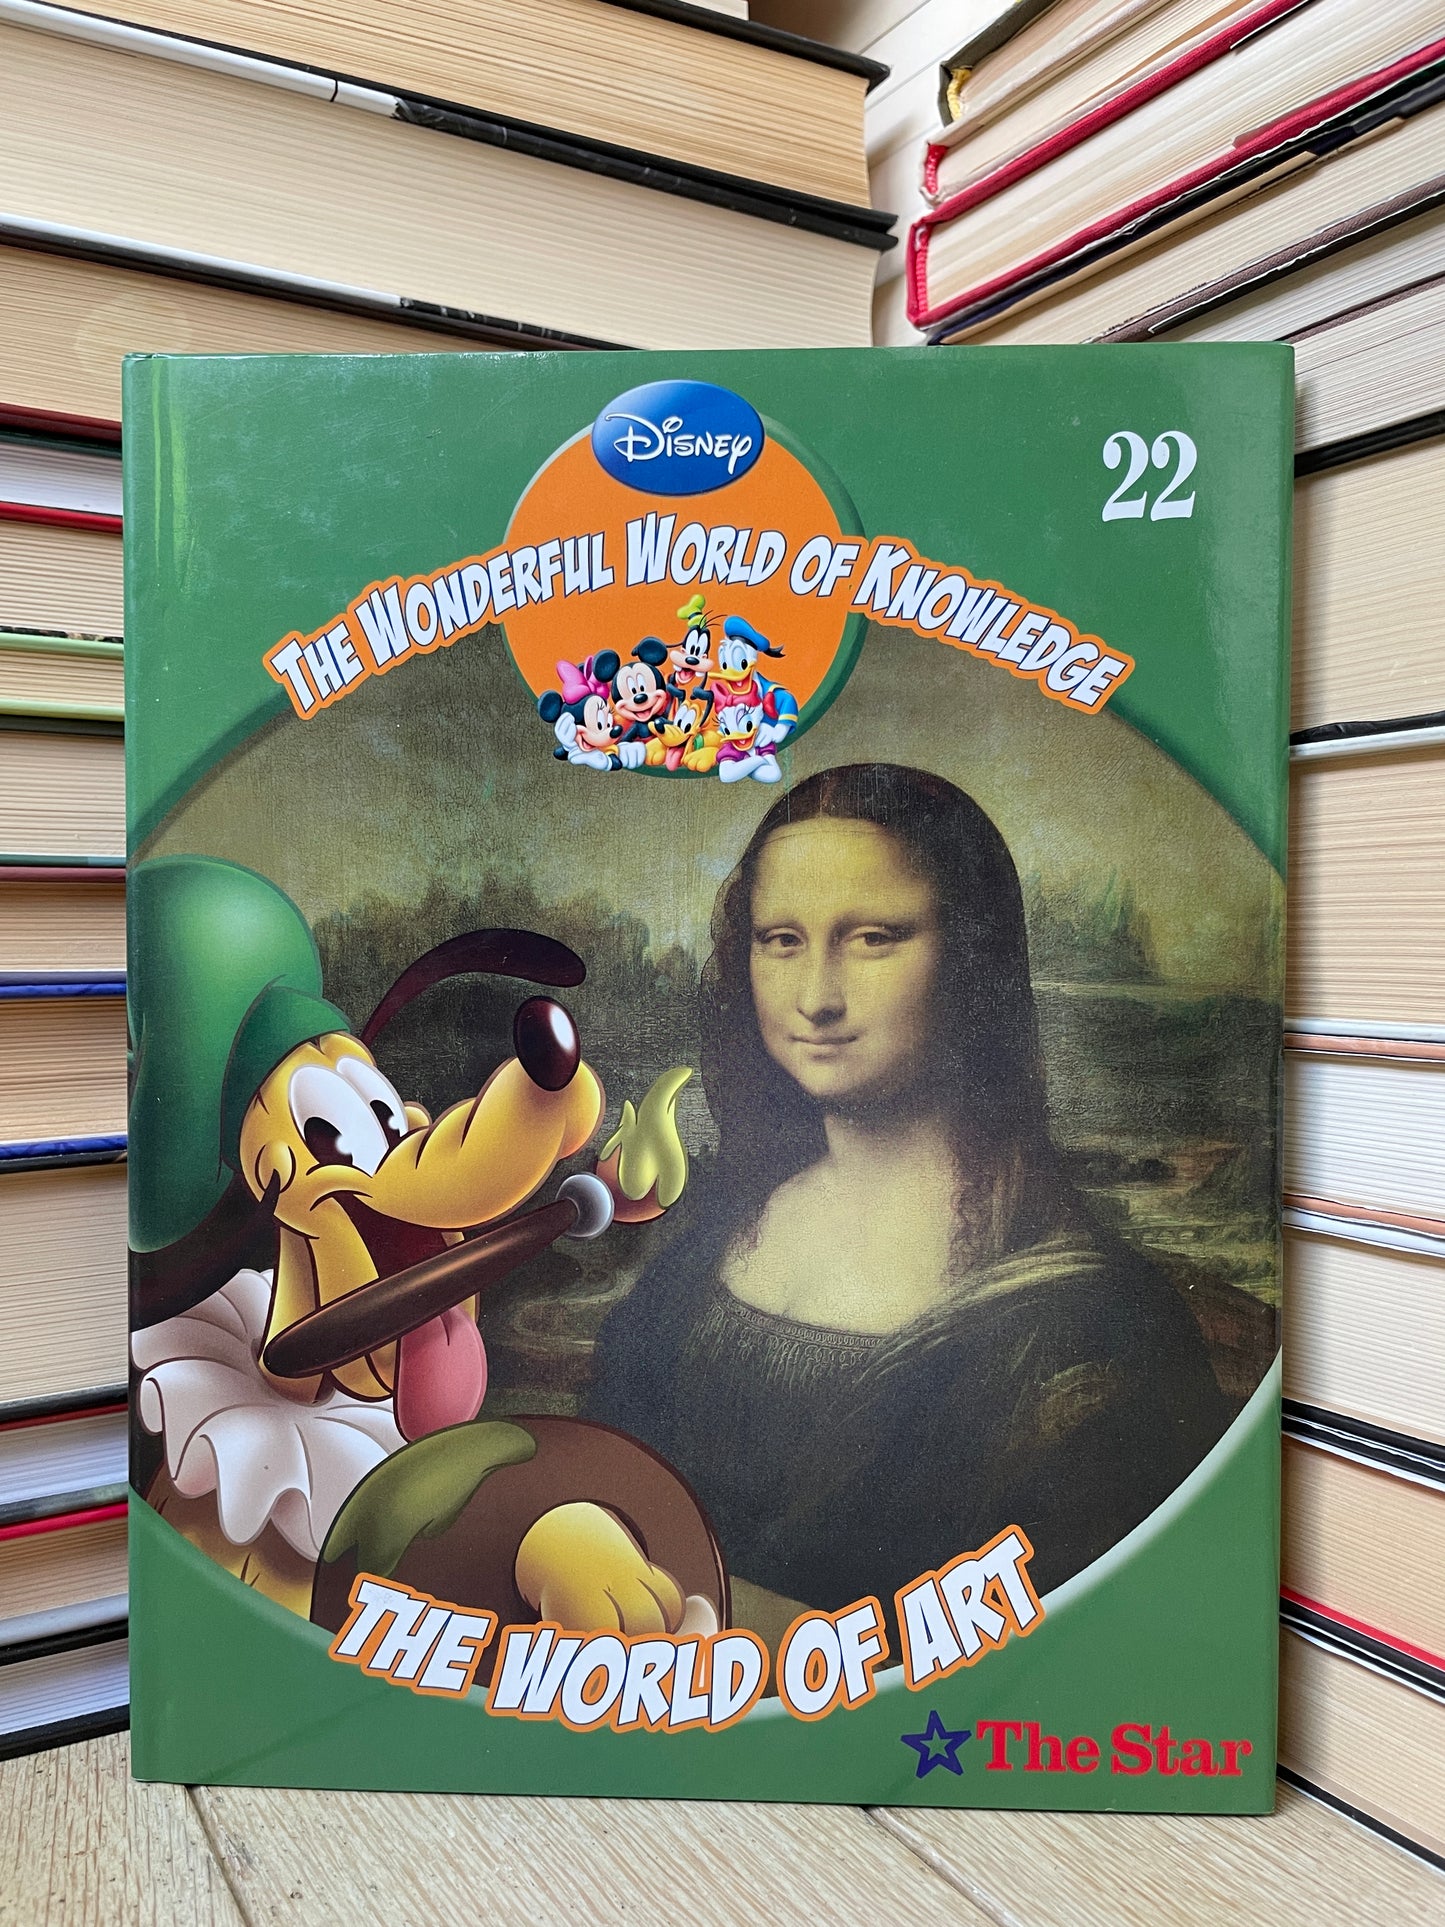 Disney
22
The Wonderful World of Knowledge
THE WORLD OF ART
The Star